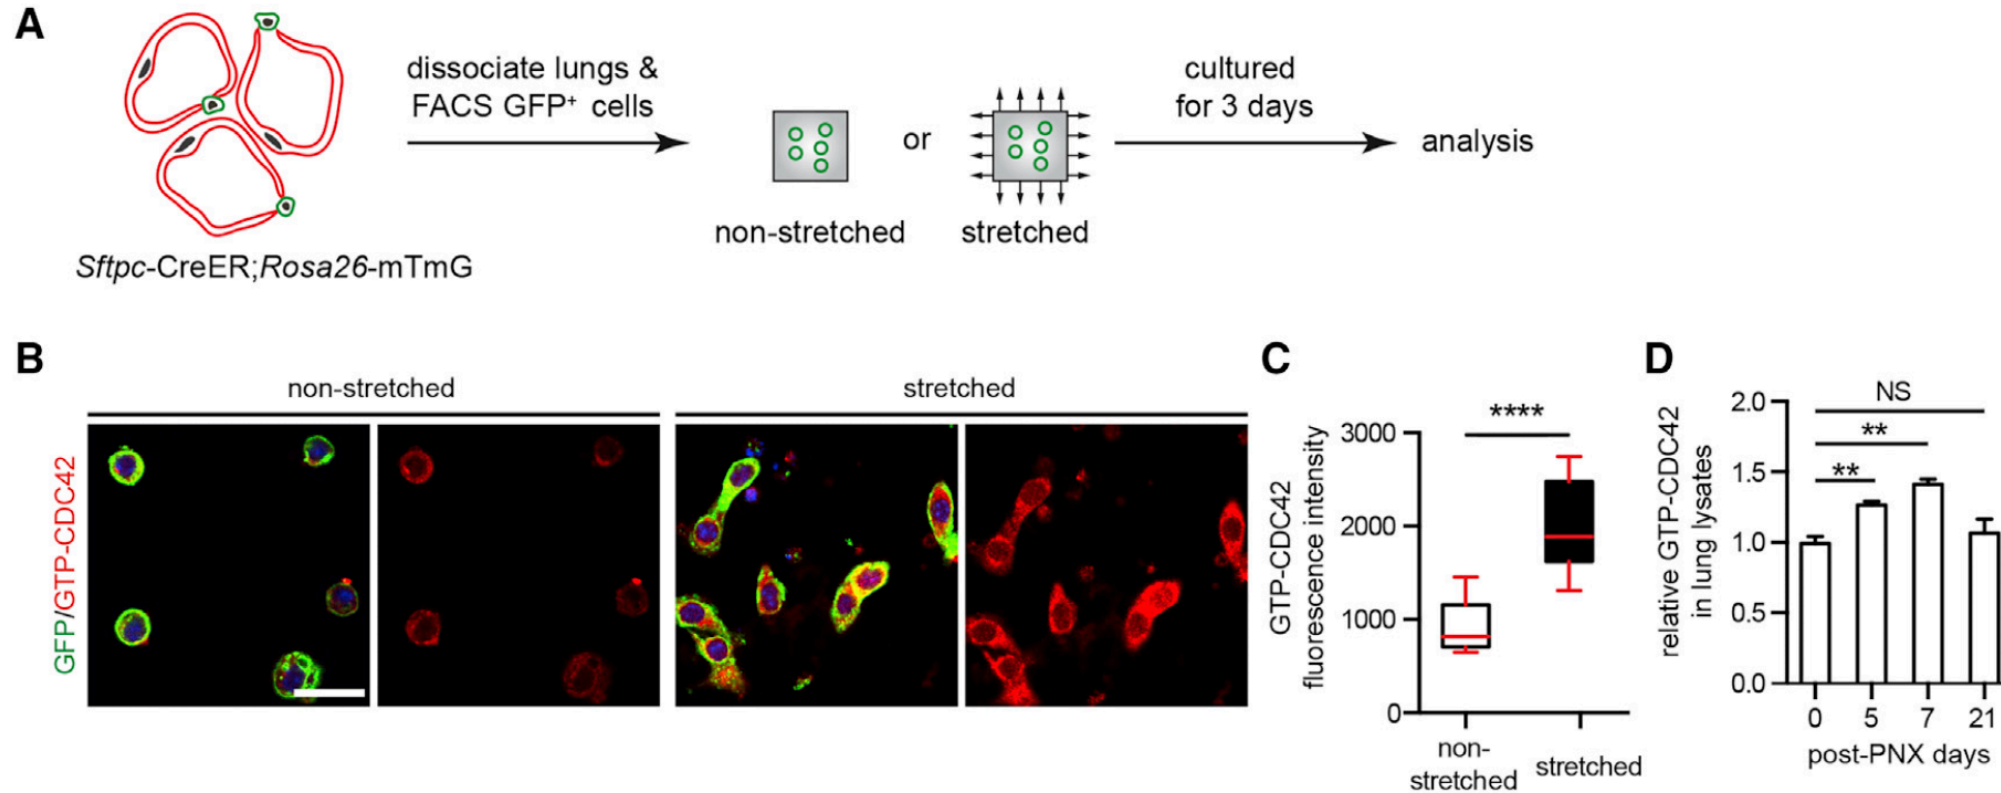 A
dissociate lungs &
FACS GFP⁺ cells
or
cultured
for 3 days
analysis
non-stretched
stretched
Sftpc-CreER;Rosa26-mTmG
B
non-stretched
stretched
GFP/GTP-CDC42
C
****
GTP-CDC42
fluorescence intensity
3000
2000
1000
0
non-
stretched
stretched
D
NS
**
**
relative GTP-CDC42
in lung lysates
2.0
1.5
1.0
0.5
0.0
0 5 7 21
post-PNX days